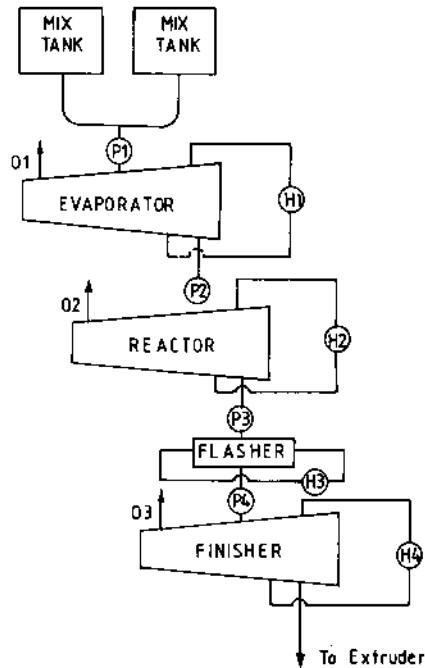 MIX TANK
MIX TANK
P1
O1
EVAPORATOR
H1
P2
O2
REACTOR
H2
P3
FLASHER
H3
P4
O3
FINISHER
H4
To Extruder